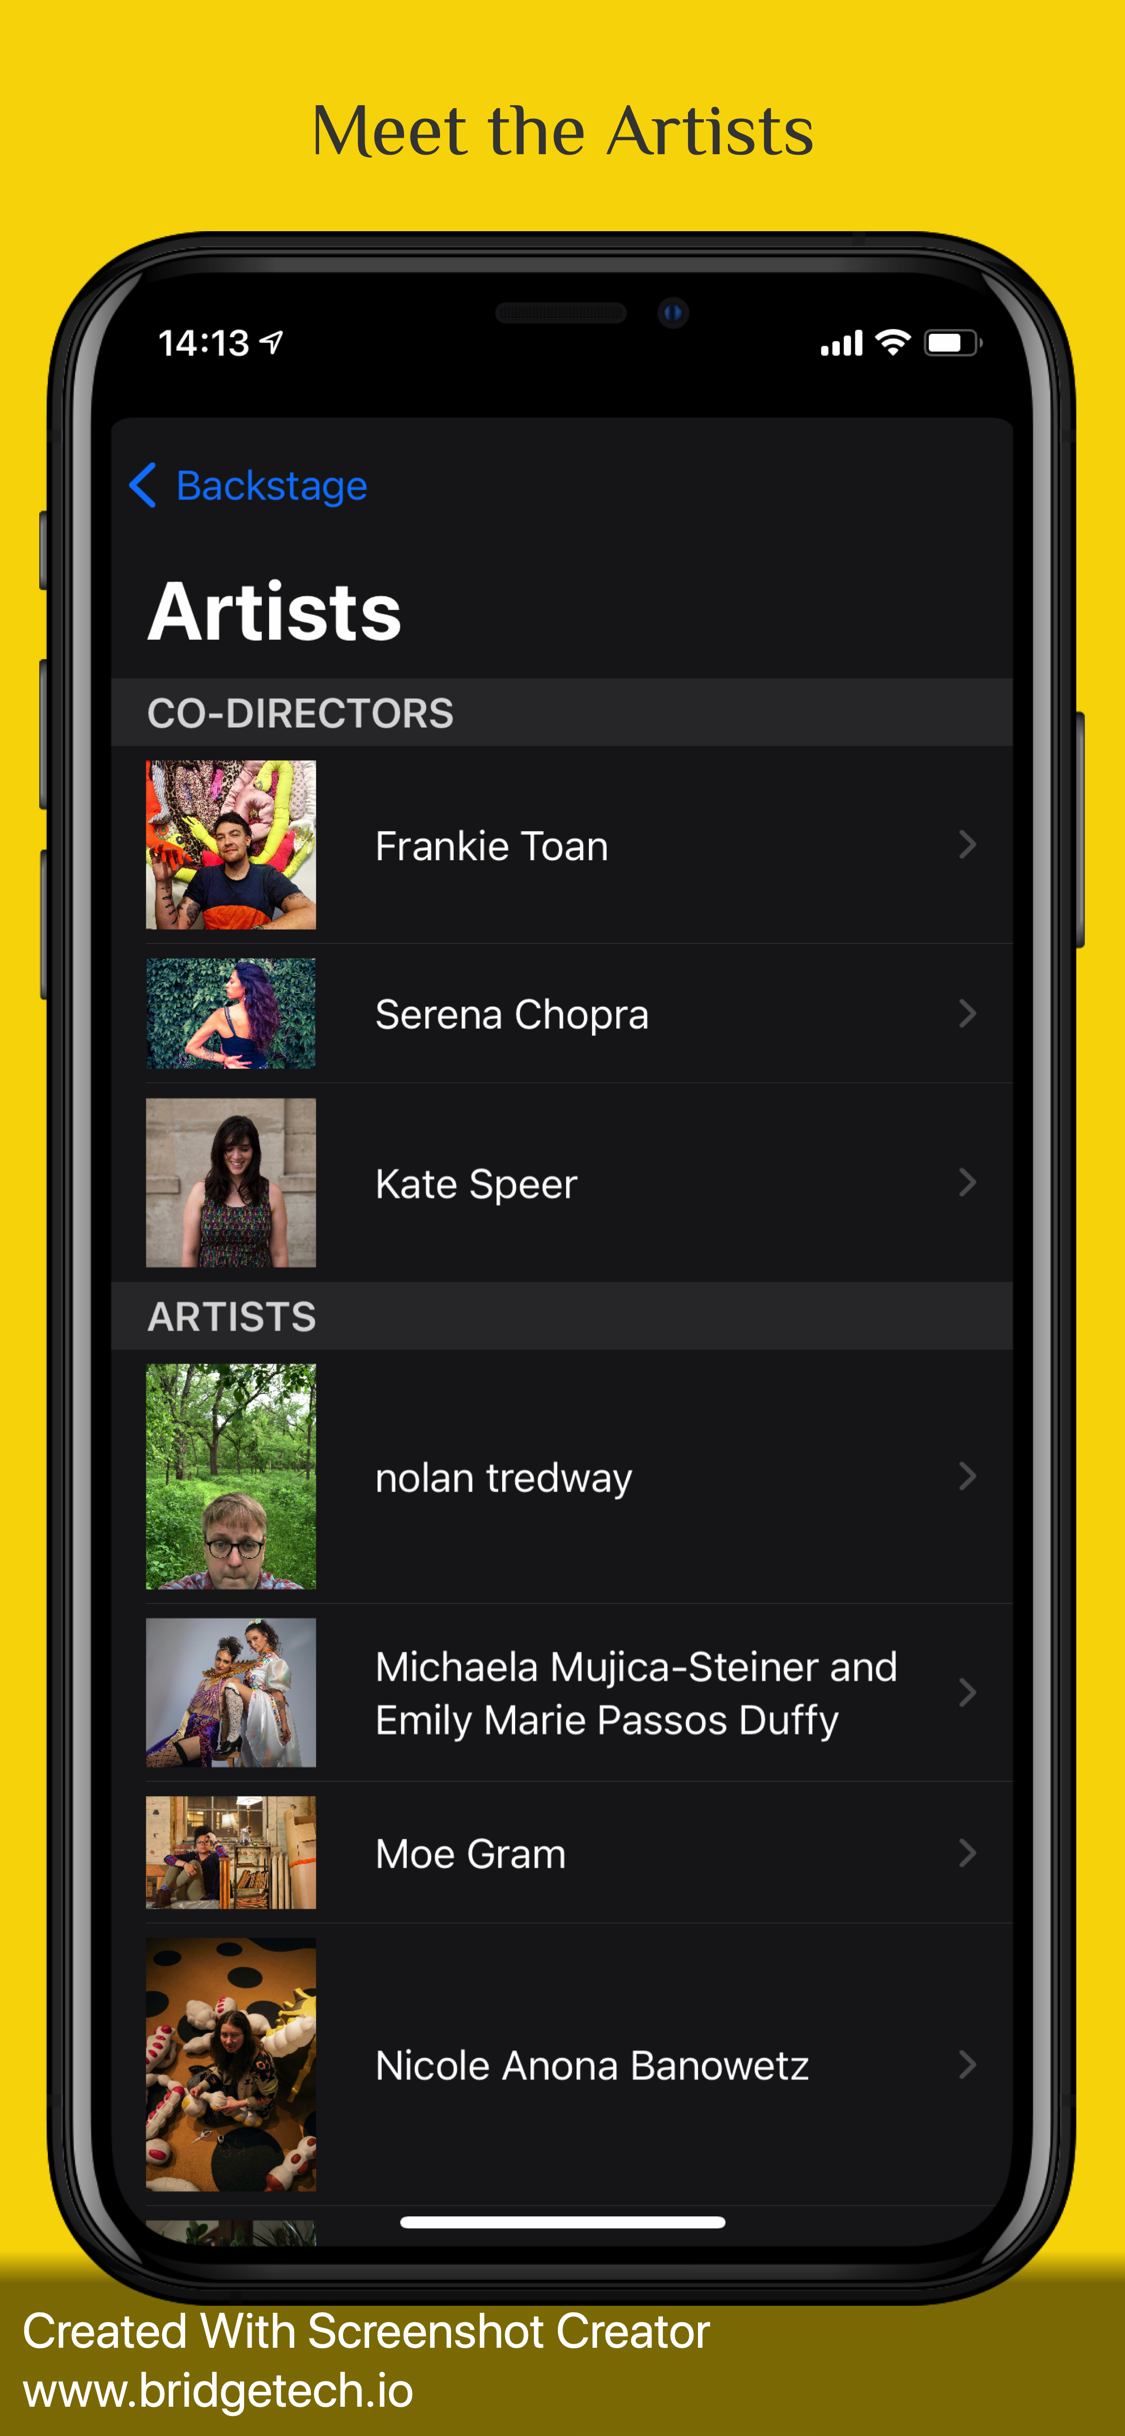 Meet the Artists
14:13
Backstage
Artists
CO-DIRECTORS
Frankie Toan
Serena Chopra
Kate Speer
ARTISTS
nolan tredway
Michaela Mujica-Steiner and
Emily Marie Passos Duffy
Moe Gram
Nicole Anona Banowetz
Created With Screenshot Creator
www.bridgetech.io